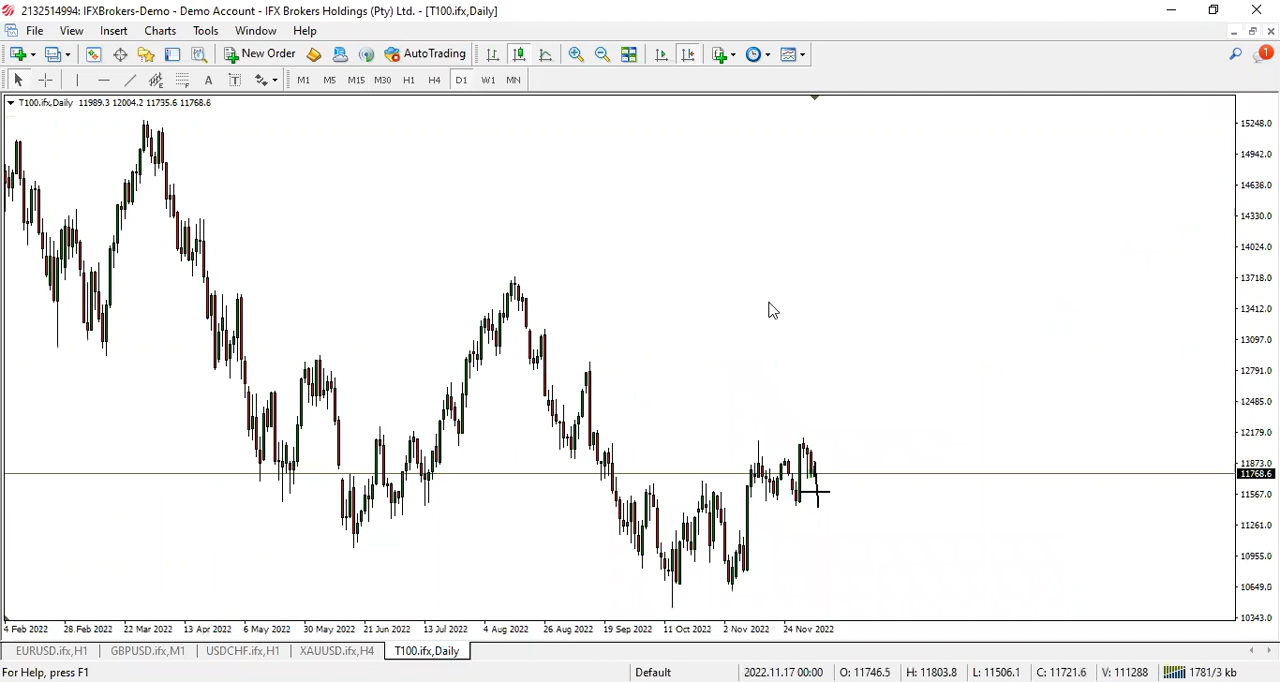 2132514994: IFXBrokers-Demo - Demo Account - IFX Brokers Holdings (Pty) Ltd. - [T100.ifx,Daily]
File View Insert Charts Tools Window Help
New Order AutoTrading 1
A T M1 M5 M15 M30 H1 H4 D1 W1 MN
T100.ifx,Daily 11989.3 12004.2 11735.6 11768.6
15248.0
14942.0
14638.0
14330.0
14024.0
13718.0
13412.0
13097.0
12791.0
12485.0
12179.0
11873.0
11768.6
11567.0
11261.0
10955.0
10649.0
10343.0
4 Feb 2022 28 Feb 2022 22 Mar 2022 13 Apr 2022 6 May 2022 30 May 2022 21 Jun 2022 13 Jul 2022 4 Aug 2022 26 Aug 2022 19 Sep 2022 11 Oct 2022 2 Nov 2022 24 Nov 2022
EURUSD.ifx,H1 GBPUSD.ifx,M1 USDCHF.ifx,H1 XAUUSD.ifx,H4 T100.ifx,Daily
For Help, press F1 Default 2022.11.17 00:00 O: 11746.5 H: 11803.8 L: 11506.1 C: 11721.6 V: 111288 1781/3 kb